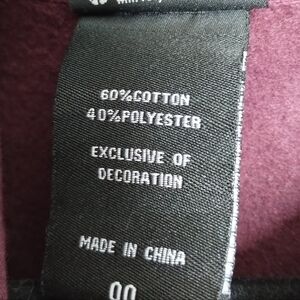 60%COTTON
40%POLYESTER
EXCLUSIVE OF
DECORATION
MADE IN CHINA